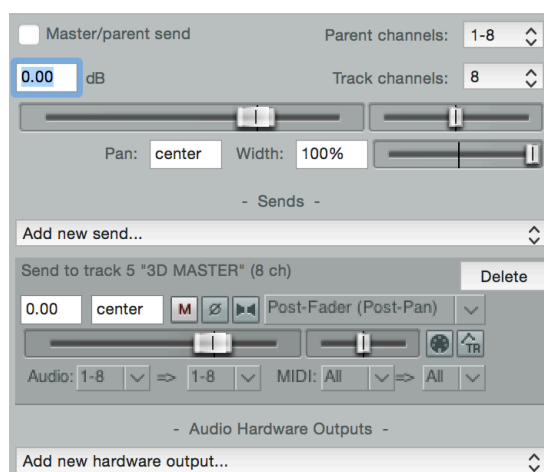 Master/parent send Parent channels: 1-8
0.00 dB Track channels: 8
Pan: center Width: 100%
- Sends -
Add new send...
Send to track 5 "3D MASTER" (8 ch) Delete
0.00 center M Ø Post-Fader (Post-Pan)
TR
Audio: 1-8 => 1-8 MIDI: All => All
- Audio Hardware Outputs -
Add new hardware output...